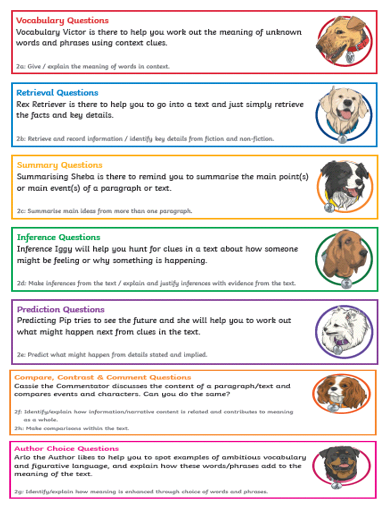 Vocabulary Questions
Vocabulary Victor is there to help you work out the meaning of unknown
words and phrases using context clues.
2a: Give / explain the meaning of words in context.
Retrieval Questions
Rex Retriever is there to help you to go into a text and just simply retrieve
the facts and key details.
2b: Retrieve and record information / identify key details from fiction and non-fiction.
Summary Questions
Summarising Sheba is there to remind you to summarise the main point(s)
or main event(s) of a paragraph or text.
2c: Summarise main ideas from more than one paragraph.
Inference Questions
Inference Iggy will help you hunt for clues in a text about how someone
might be feeling or why something is happening.
2d: Make inferences from the text / explain and justify inferences with evidence from the text.
Prediction Questions
Predicting Pip tries to see the future and she will help you to work out
what might happen next from clues in the text.
2e: Predict what might happen from details stated and implied.
Compare, Contrast & Comment Questions
Cassie the Commentator discusses the content of a paragraph/text and
compares events and characters. Can you do the same?
2f: Identify/explain how information/narrative content is related and contributes to meaning
as a whole.
2h: Make comparisons within the text.
Author Choice Questions
Arlo the Author likes to help you to spot examples of ambitious vocabulary
and figurative language, and explain how these words/phrases add to the
meaning of the text.
2g: Identify/explain how meaning is enhanced through choice of words and phrases.